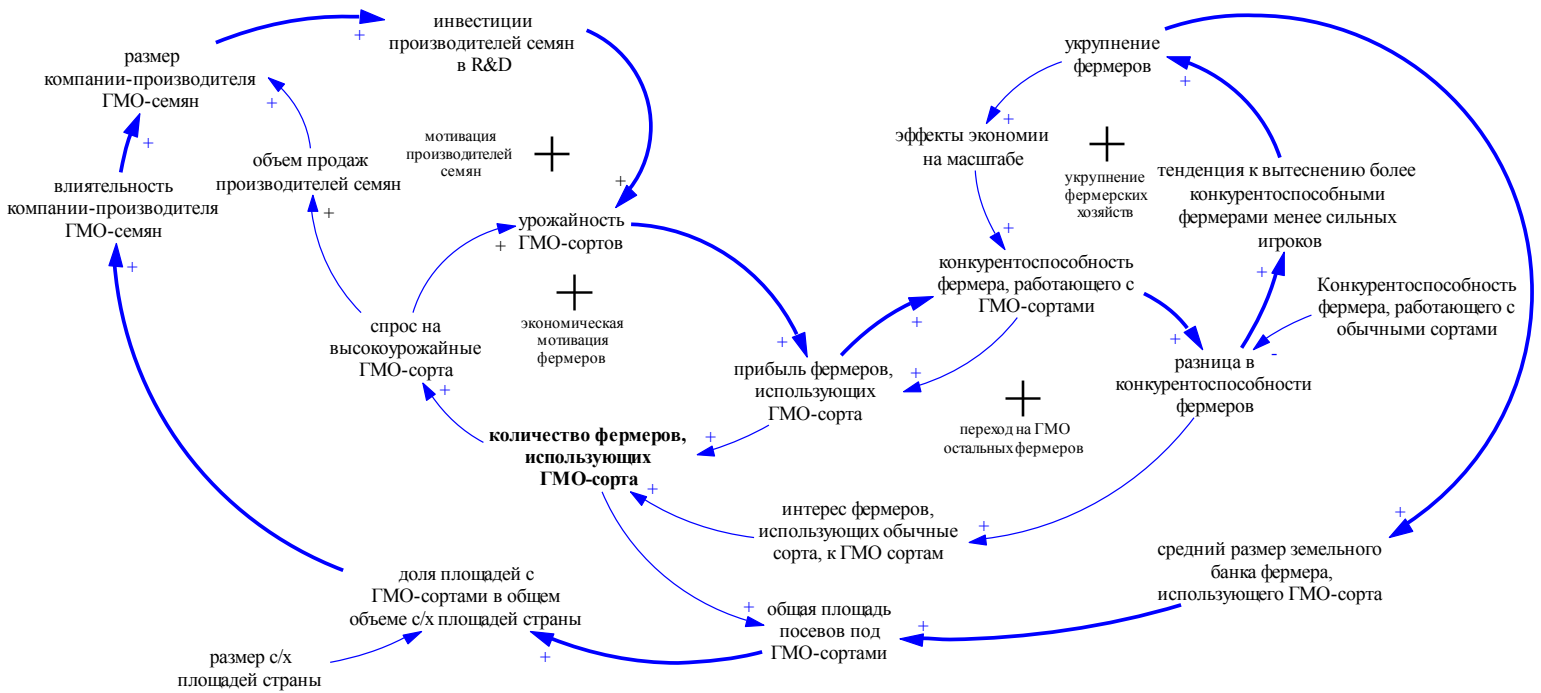 инвестиции
производителей семян
в R&D
размер
компании-производителя
ГМО-семян
объем продаж
производителей семян
мотивация
производителей
семян
влиятельность
компании-производителя
ГМО-семян
урожайность
ГМО-сортов
экономическая
мотивация
фермеров
спрос на
высокоурожайные
ГМО-сорта
прибыль фермеров,
использующих
ГМО-сорта
количество фермеров,
использующих
ГМО-сорта
укрупнение
фермеров
эффекты экономии
на масштабе
укрупнение
фермерских
хозяйств
тенденция к вытеснению более
конкурентоспособными
фермерами менее сильных
игроков
конкурентоспособность
фермера, работающего с
ГМО-сортами
Конкурентоспособность
фермера, работающего с
обычными сортами
разница в
конкурентоспособности
фермеров
переход на ГМО
остальных фермеров
интерес фермеров,
использующих обычные
сорта, к ГМО сортам
средний размер земельного
банка фермера,
использующего ГМО-сорта
общая площадь
посевов под
ГМО-сортами
доля площадей с
ГМО-сортами в общем
объеме с/х площадей страны
размер с/х
площадей страны